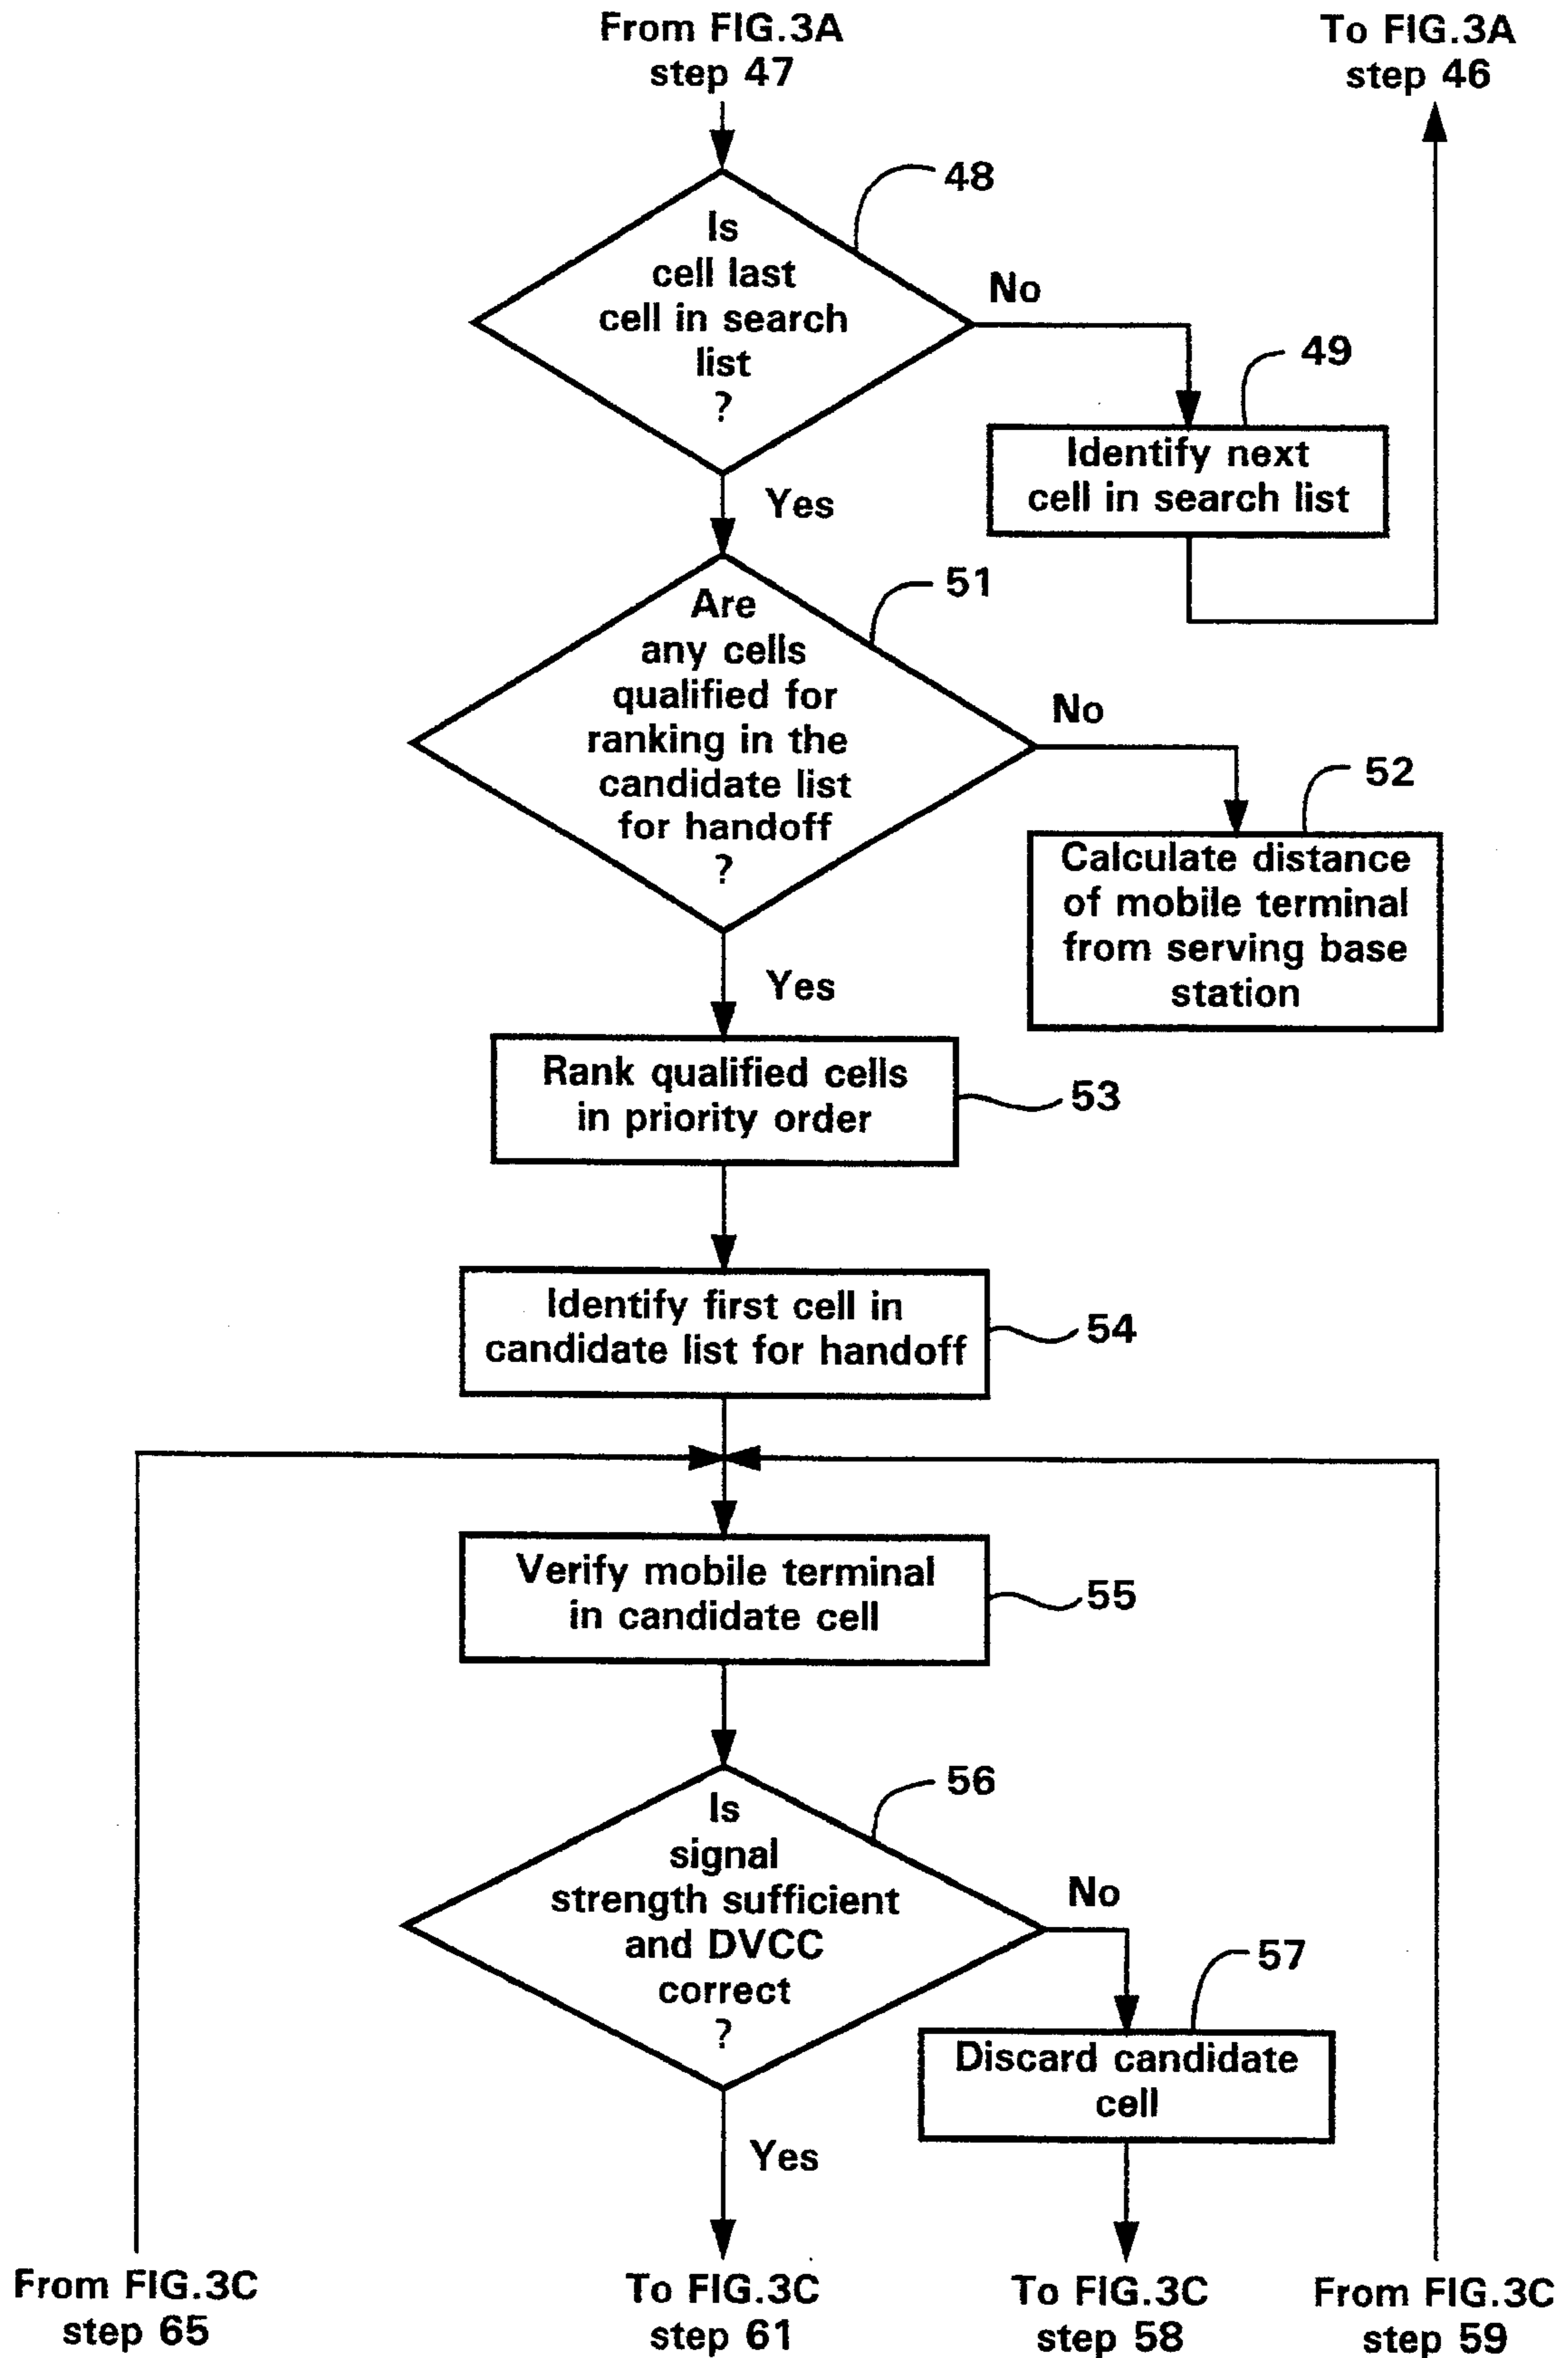 From FIG.3A
step 47
To FIG.3A
step 46
48
Is
cell last
cell in search
list
?
No
49
Identify next
cell in search list
Yes
51
Are
any cells
qualified for
ranking in the
candidate list
for handoff
?
No
52
Calculate distance
of mobile terminal
from serving base
station
Yes
Rank qualified cells
in priority order
53
Identify first cell in
candidate list for handoff
54
Verify mobile terminal
in candidate cell
55
56
Is
signal
strength sufficient
and DVCC
correct
?
No
57
Discard candidate
cell
Yes
From FIG.3C
step 65
To FIG.3C
step 61
To FIG.3C
step 58
From FIG.3C
step 59